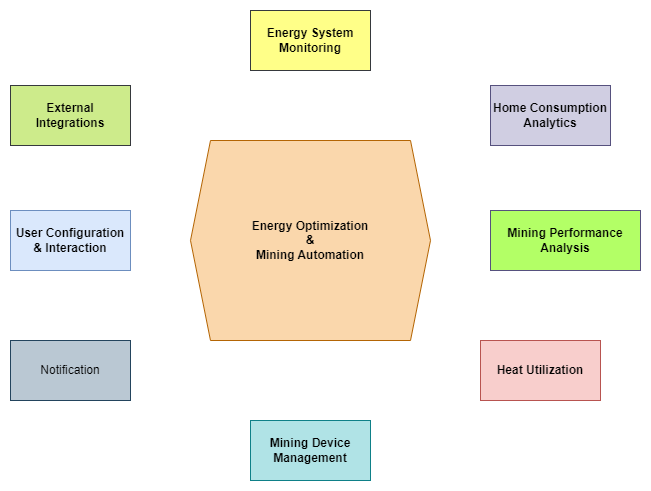 Energy System
Monitoring
External
Integrations
Home Consumption
Analytics
User Configuration
& Interaction
Energy Optimization
&
Mining Automation
Mining Performance
Analysis
Notification
Heat Utilization
Mining Device
Management